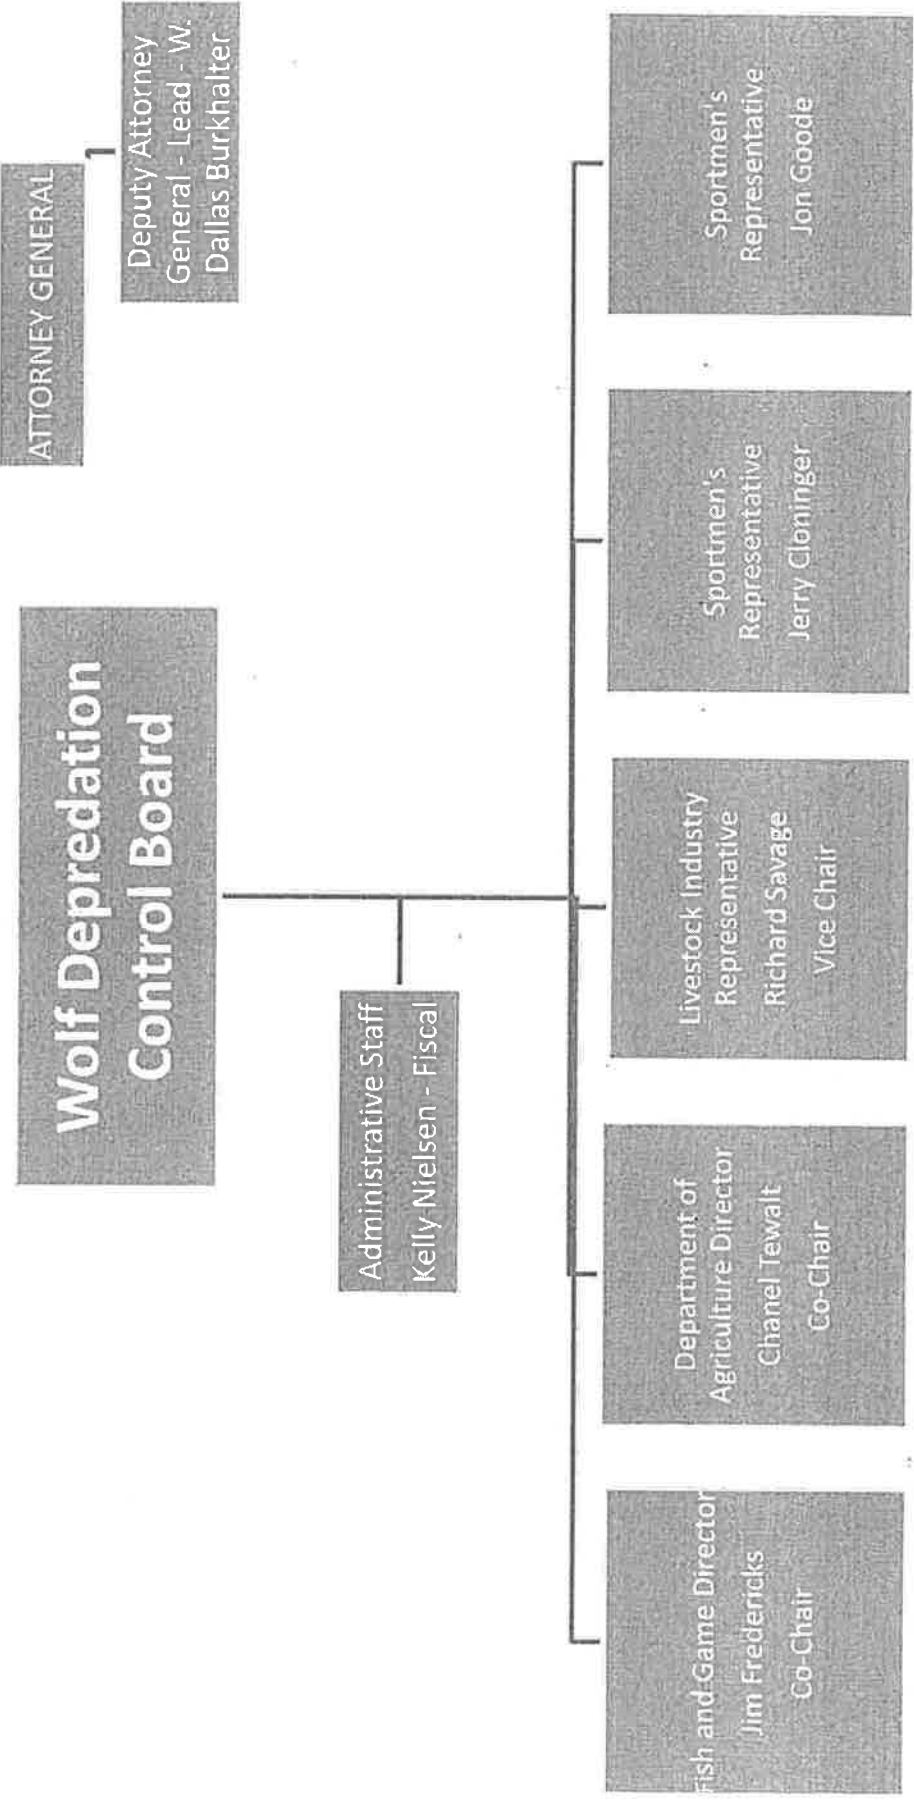 Wolf Depredation
Control Board
ATTORNEY GENERAL
Deputy Attorney
General - Lead - W.
Dallas Burkhalter
Administrative Staff
Kelly Nielsen - Fiscal
Fish and Game Director
Jim Fredericks
Co-Chair
Department of
Agriculture Director
Chanel Tewalt
Co-Chair
Livestock Industry
Representative
Richard Savage
Vice Chair
Sportmen's
Representative
Jerry Cloninger
Sportmen's
Representative
Jon Goode